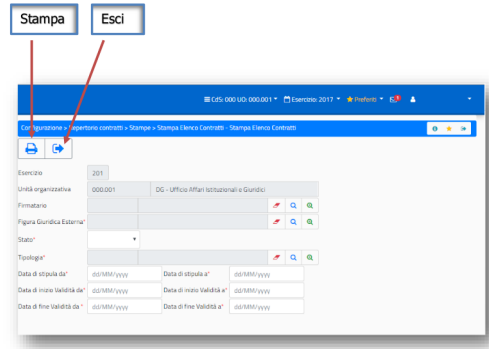 Stampa Esci
CdS: 000 UO: 000.001 Esercizio: 2017 Preferiti
Configurazione > Repertorio contratti > Stampe > Stampa Elenco Contratti - Stampa Elenco Contratti
Esercizio 201
Unità organizzativa 000.001 DG - Ufficio Affari Istituzionali e Giuridici
Firmatario
Figura Giuridica Esterna*
Stato*
Tipologia*
Data di stipula da* dd/MM/yyyy Data di stipula a* dd/MM/yyyy
Data di inizio Validità da* dd/MM/yyyy Data di inizio Validità a* dd/MM/yyyy
Data di fine Validità da * dd/MM/yyyy Data di fine Validità a* dd/MM/yyyy